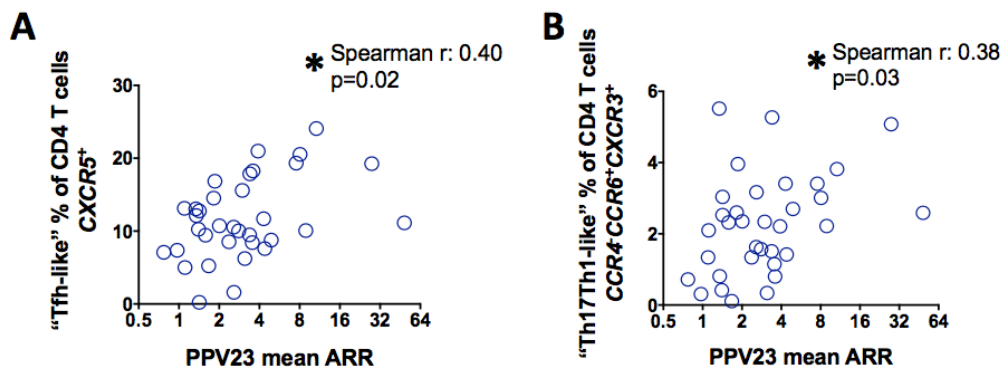 A
* Spearman r: 0.40
p=0.02
"Tfh-like" % of CD4 T cells
CXCR5+
30
20
10
0
0.5 1 2 4 8 16 32 64
PPV23 mean ARR
B
* Spearman r: 0.38
p=0.03
"Th17Th1-like" % of CD4 T cells
CCR4-CCR6+CXCR3+
6
4
2
0
0.5 1 2 4 8 16 32 64
PPV23 mean ARR